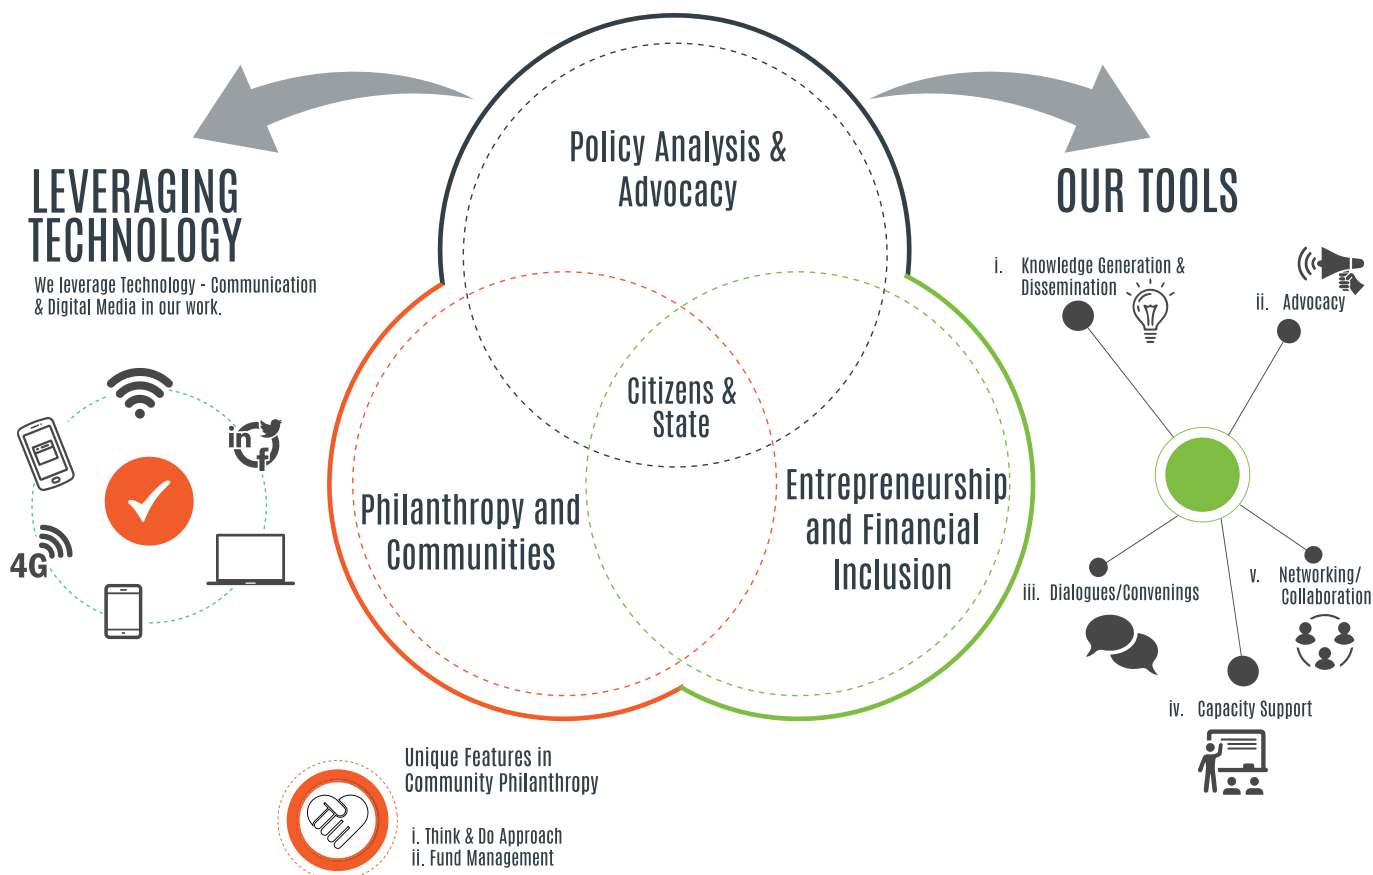 Policy Analysis &
Advocacy
LEVERAGING
TECHNOLOGY
We leverage Technology - Communication
& Digital Media in our work.
in
f
4G
OUR TOOLS
i. Knowledge Generation &
Dissemination
ii. Advocacy
Citizens &
State
Philanthropy and
Communities
Entrepreneurship
and Financial
Inclusion
iii. Dialogues/Convenings
v. Networking/
Collaboration
iv. Capacity Support
Unique Features in
Community Philanthropy
i. Think & Do Approach
ii. Fund Management